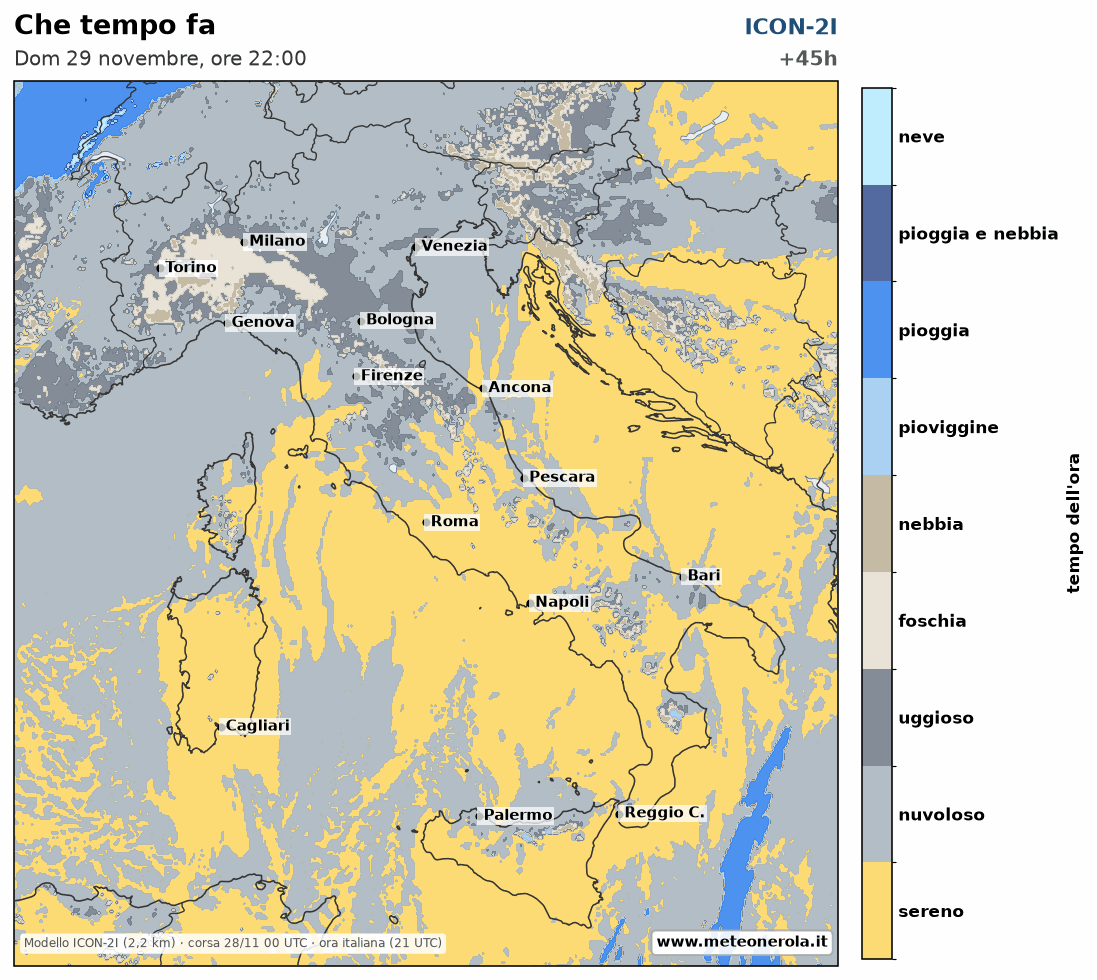 Che tempo fa
ICON-2I
Dom 29 novembre, ore 22:00
+45h
neve
pioggia e nebbia
pioggia
pioviggine
nebbia
foschia
uggioso
nuvoloso
sereno
tempo dell'ora
Milano
Venezia
Torino
Genova
Bologna
Firenze
Ancona
Pescara
Roma
Bari
Napoli
Cagliari
Palermo
Reggio C.
Modello ICON-2I (2,2 km) · corsa 28/11 00 UTC · ora italiana (21 UTC)
www.meteonerola.it